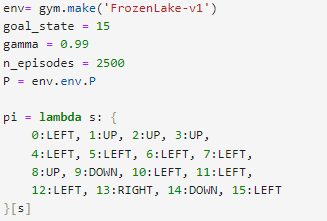 env= gym.make('FrozenLake-v1')
goal_state = 15
gamma = 0.99
n_episodes = 2500
P = env.env.P
pi = lambda s: {
0:LEFT, 1:UP, 2:UP, 3:UP,
4:LEFT, 5:LEFT, 6:LEFT, 7:LEFT,
8:UP, 9:DOWN, 10:LEFT, 11:LEFT,
12:LEFT, 13:RIGHT, 14:DOWN, 15:LEFT
}[s]